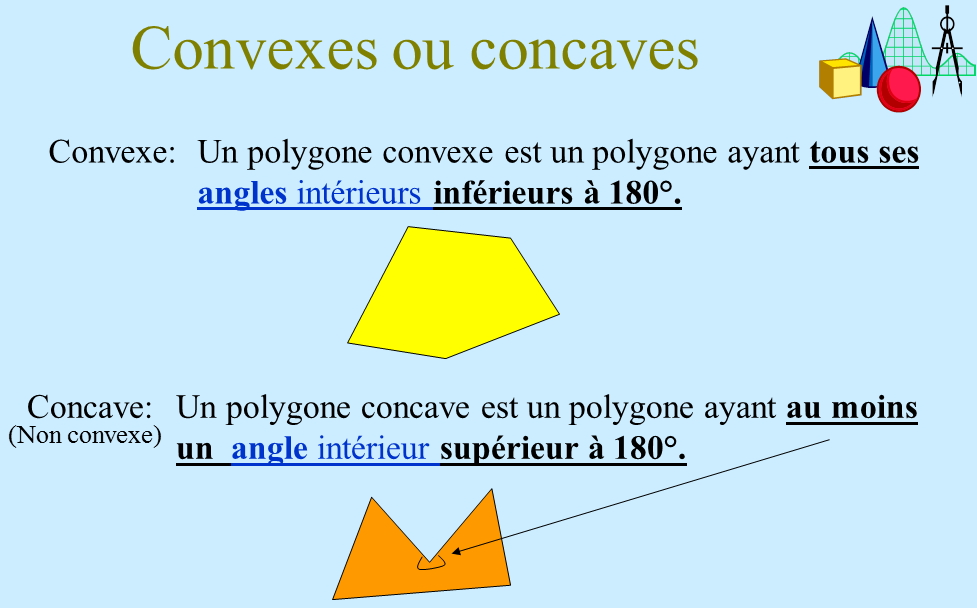 Convexes ou concaves
Convexe: Un polygone convexe est un polygone ayant tous ses
angles intérieurs inférieurs à 180°.
Concave: Un polygone concave est un polygone ayant au moins
(Non convexe) un angle intérieur supérieur à 180°.